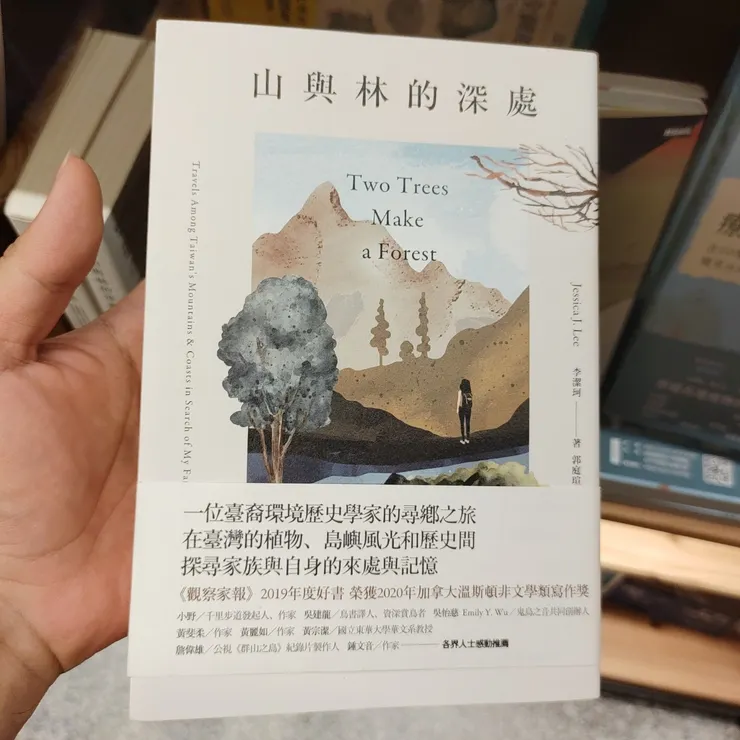 山與林的深處
Two Trees
Make
a Forest
Travels Among Taiwan's Mountains & Coasts in Search of My
Jessica J. Lee
李潔珂——著 郭庭瑄
一位臺裔環境歷史學家的尋鄉之旅
在臺灣的植物、島嶼風光和歷史間
探尋家族與自身的來處與記憶
《觀察家報》2019年度好書 榮獲2020年加拿大溫斯頓非文學類寫作獎
小野／千里步道發起人、作家 吳建龍／鳥書譯人、資深賞鳥者 吳怡慈 Emily Y. Wu／鬼島之音共同創辦人
黃斐柔／作家 黃麗如／作家 黃宗潔／國立東華大學華文系教授
詹偉雄／公視《群山之島》紀錄片製作人 鍾文音／作家——各界人士感動推薦